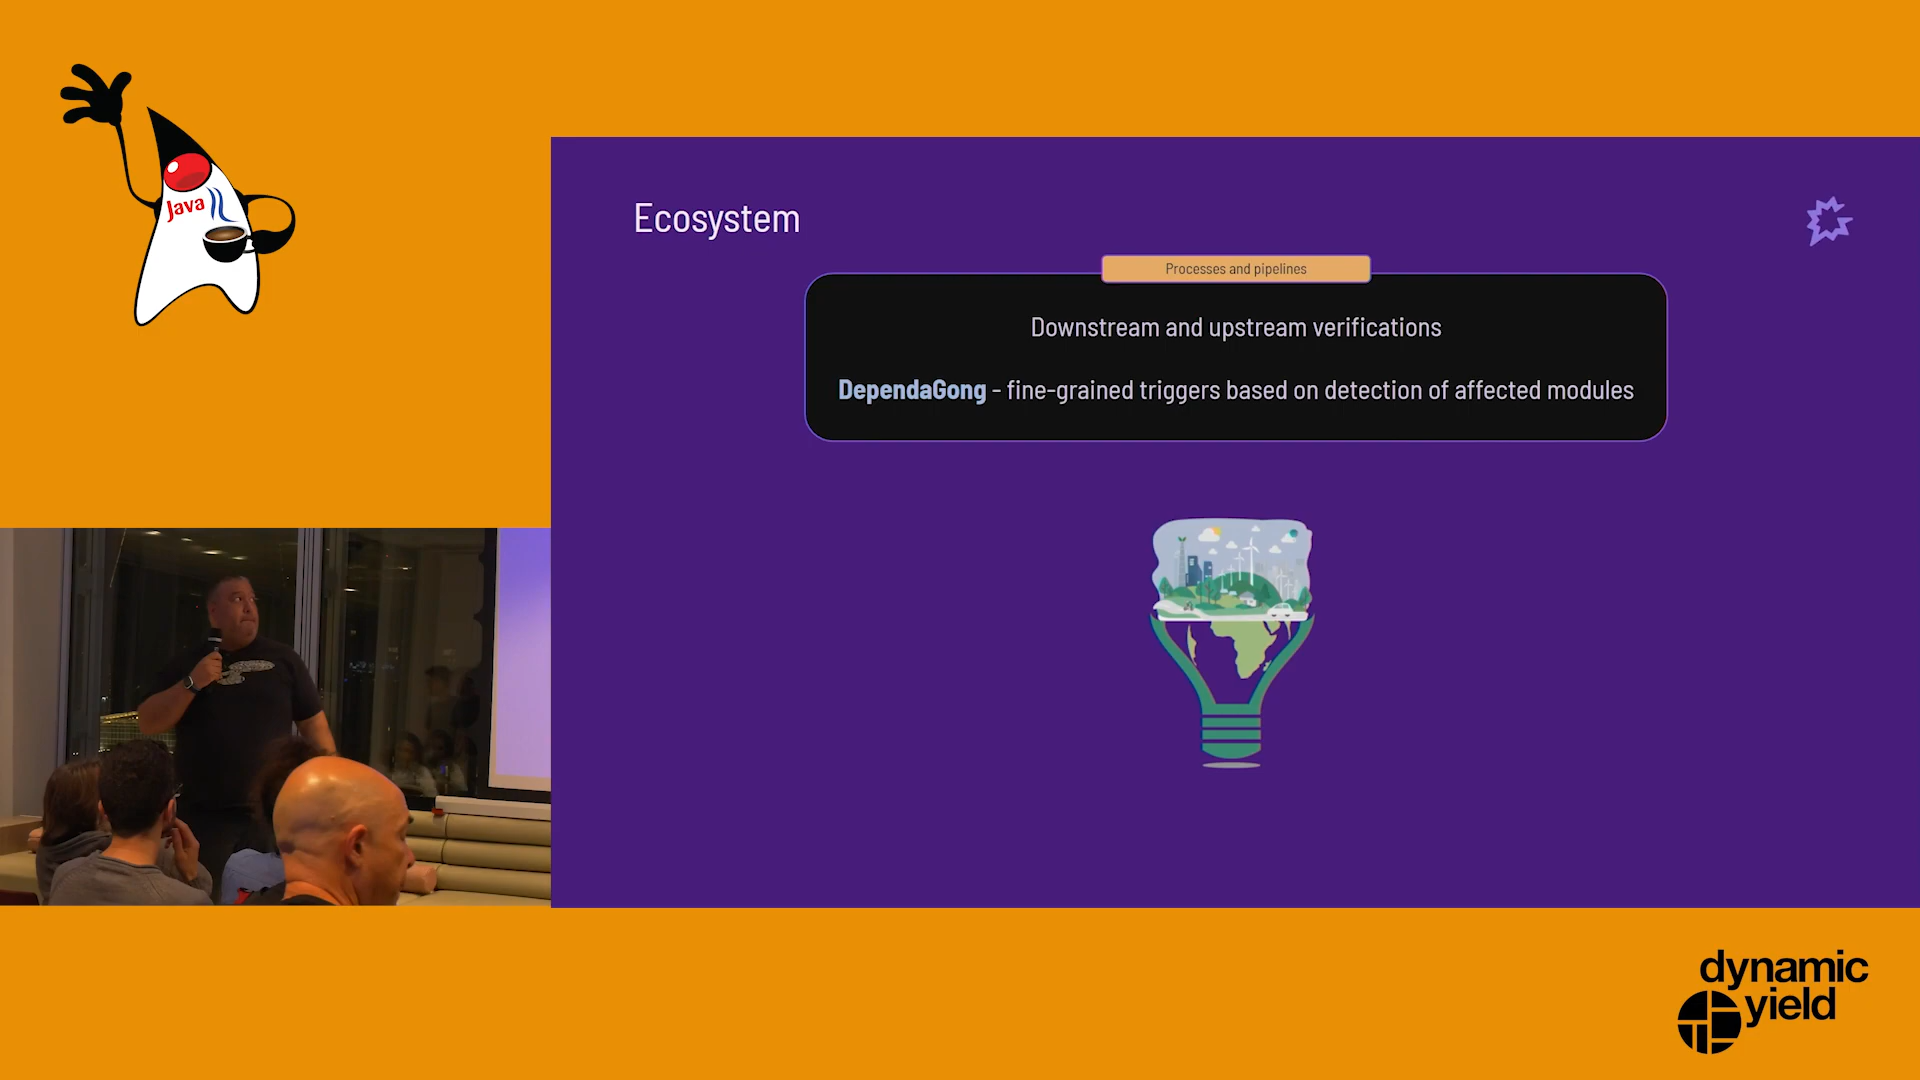 Java
Ecosystem
Processes and pipelines
Downstream and upstream verifications
DependaGong - fine-grained triggers based on detection of affected modules
dynamic
yield